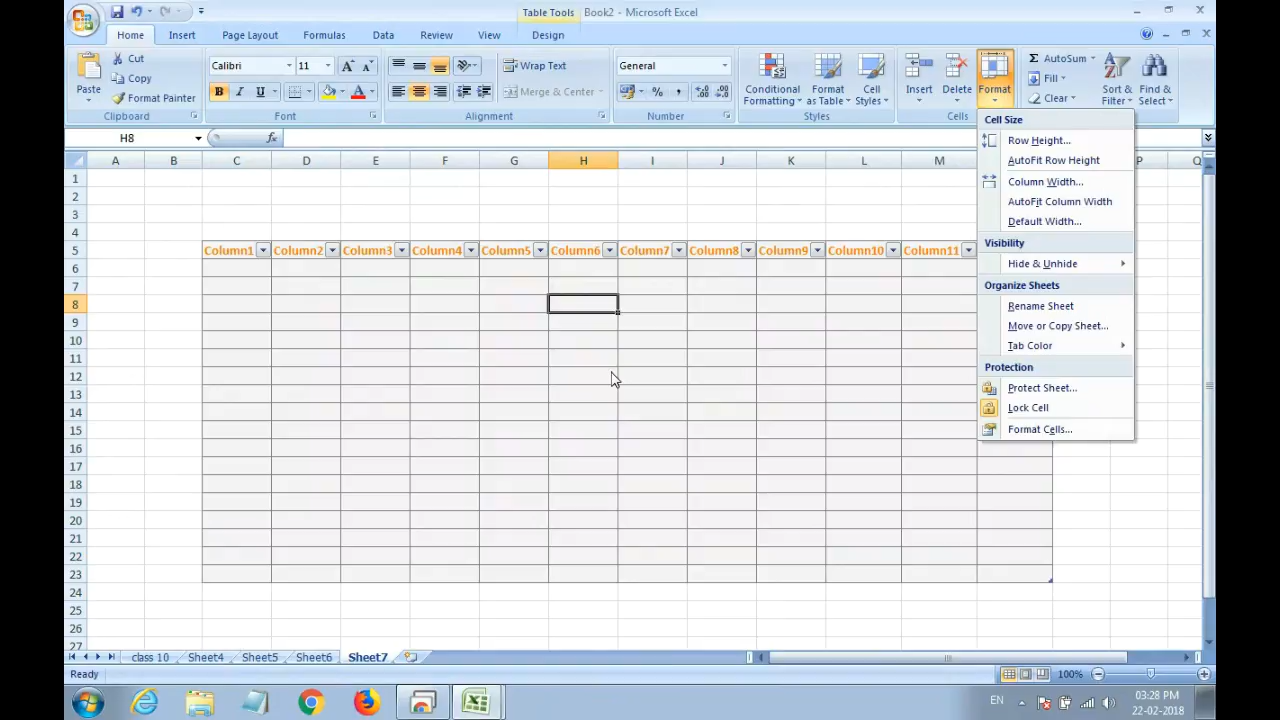 Table Tools Book2 - Microsoft Excel
Home Insert Page Layout Formulas Data Review View Design
Paste
Cut
Copy
Format Painter
Clipboard
Calibri 11
B I U
Font
Wrap Text
Merge & Center
Alignment
General
% ,
Number
Conditional Formatting
Format as Table
Cell Styles
Styles
Insert
Delete
Format
Cells
Σ AutoSum
Fill
Clear
Sort & Filter
Find & Select
H8 fx
A B C D E F G H I J K L M P Q
1
2
3
4
5 Column1 Column2 Column3 Column4 Column5 Column6 Column7 Column8 Column9 Column10 Column11
6
7
8
9
10
11
12
13
14
15
16
17
18
19
20
21
22
23
24
25
26
27
Cell Size
Row Height...
AutoFit Row Height
Column Width...
AutoFit Column Width
Default Width...
Visibility
Hide & Unhide
Organize Sheets
Rename Sheet
Move or Copy Sheet...
Tab Color
Protection
Protect Sheet...
Lock Cell
Format Cells...
class 10 Sheet4 Sheet5 Sheet6 Sheet7
Ready 100%
EN 03:28 PM
22-02-2018